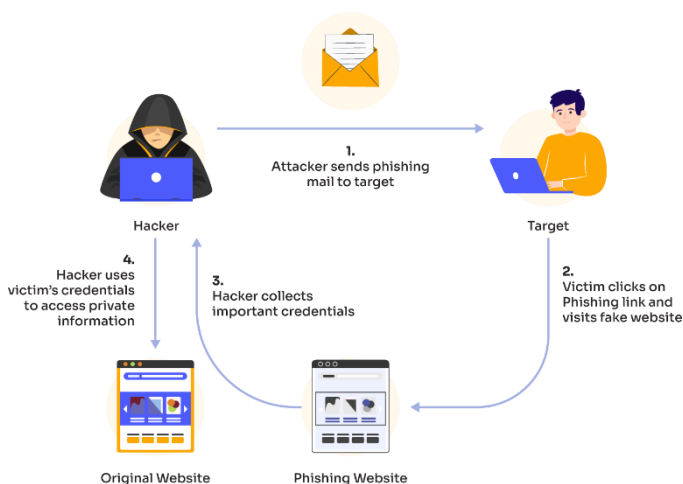 1.
Attacker sends phishing
mail to target
Hacker
Target
4.
Hacker uses
victim's credentials
to access private
information
3.
Hacker collects
important credentials
2.
Victim clicks on
Phishing link and
visits fake website
Original Website
Phishing Website